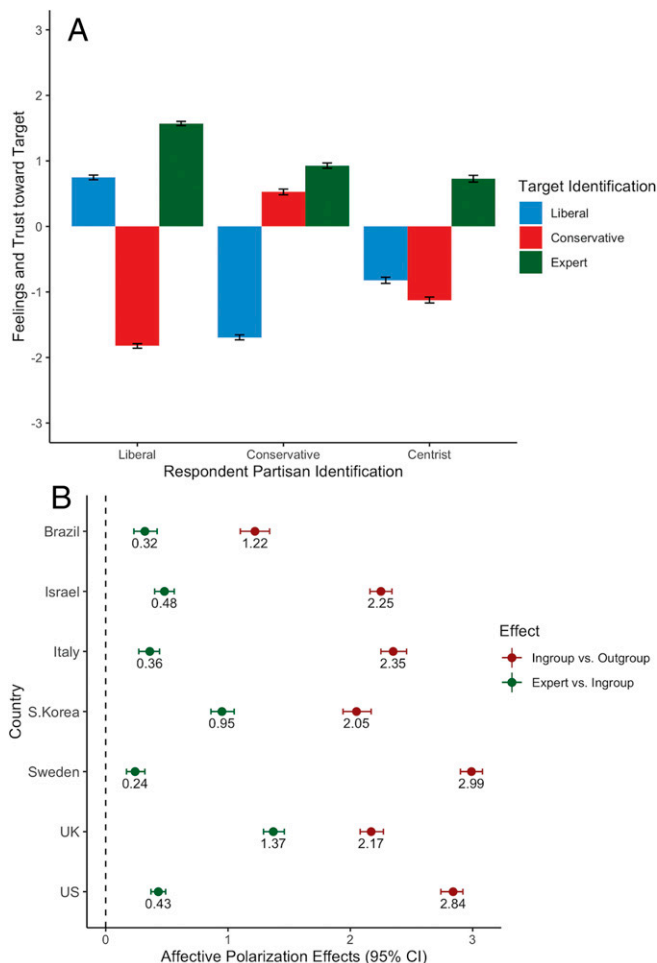 A
3
2
1
0
-1
-2
-3
Feelings and Trust toward Target
Liberal
Conservative
Centrist
Respondent Partisan Identification
Target Identification
Liberal
Conservative
Expert
B
Brazil
0.32
1.22
Israel
0.48
2.25
Italy
0.36
2.35
S.Korea
0.95
2.05
Sweden
0.24
2.99
UK
1.37
2.17
US
0.43
2.84
Country
0
1
2
3
Affective Polarization Effects (95% CI)
Effect
Ingroup vs. Outgroup
Expert vs. Ingroup